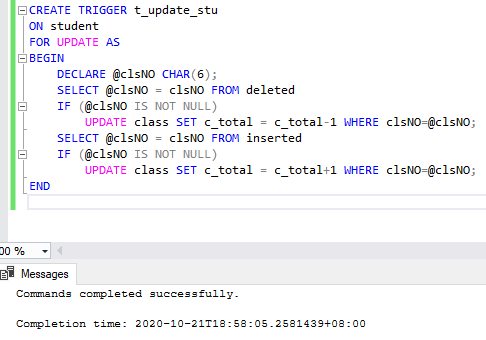 CREATE TRIGGER t_update_stu
ON student
FOR UPDATE AS
BEGIN
    DECLARE @clsNO CHAR(6);
    SELECT @clsNO = clsNO FROM deleted
    IF (@clsNO IS NOT NULL)
        UPDATE class SET c_total = c_total-1 WHERE clsNO=@clsNO;
    SELECT @clsNO = clsNO FROM inserted
    IF (@clsNO IS NOT NULL)
        UPDATE class SET c_total = c_total+1 WHERE clsNO=@clsNO;
END
00 %
Messages
Commands completed successfully.
Completion time: 2020-10-21T18:58:05.2581439+08:00